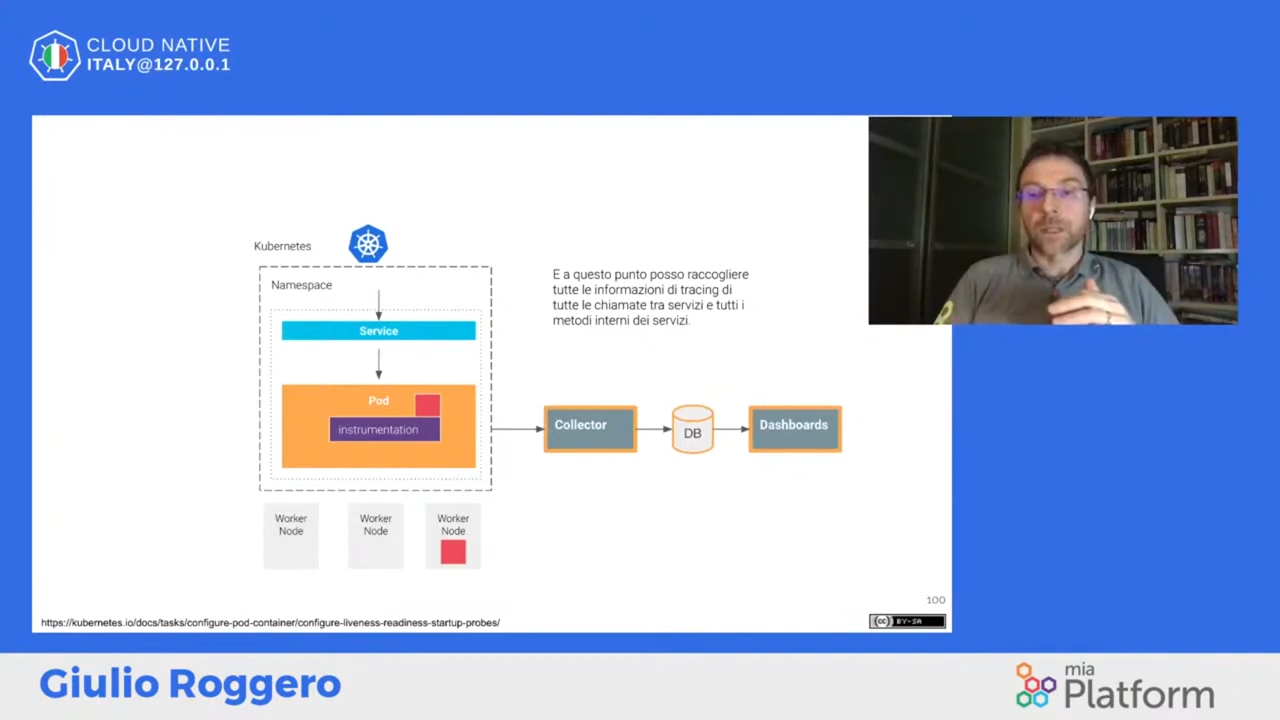 CLOUD NATIVE
ITALY@127.0.0.1
Kubernetes
Namespace
Service
Pod
instrumentation
Worker
Node
Worker
Node
Worker
Node
E a questo punto posso raccogliere
tutte le informazioni di tracing di
tutte le chiamate tra servizi e tutti i
metodi interni dei servizi.
Collector
DB
Dashboards
100
https://kubernetes.io/docs/tasks/configure-pod-container/configure-liveness-readiness-startup-probes/
cc BY-SA
Giulio Roggero
mia
Platform